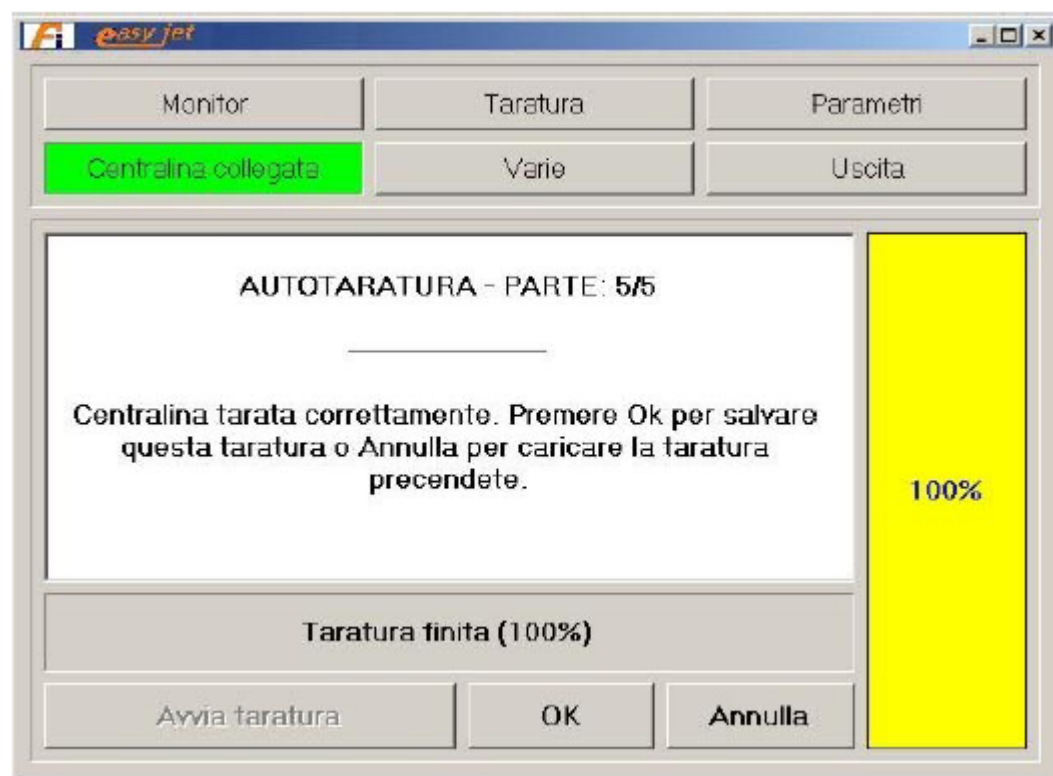 easy jet
Monitor Taratura Parametri
Centralina collegata Varie Uscita
AUTOTARATURA - PARTE: 5/5
Centralina tarata correttamente. Premere Ok per salvare
questa taratura o Annulla per caricare la taratura
precendete.
100%
Taratura finita (100%)
Avvia taratura OK Annulla